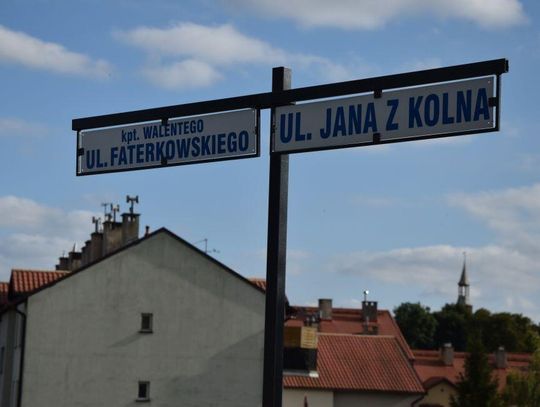 kpt. WALENTEGO
UL. FATERKOWSKIEGO
UL. JANA Z KOLNA